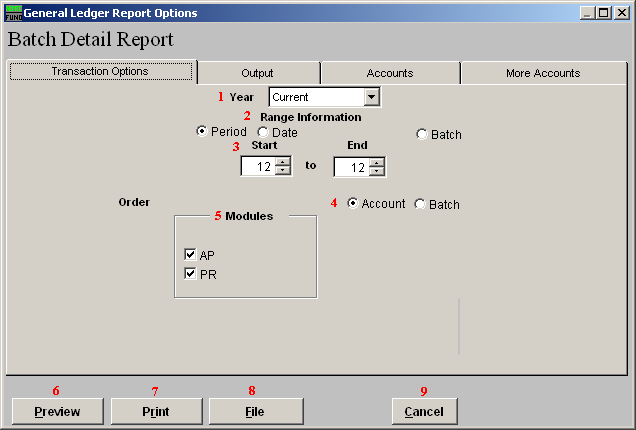 General Ledger Report Options
Batch Detail Report
Transaction Options Output Accounts More Accounts
1 Year Current
2 Range Information
Period Date Batch
3 Start End
12 to 12
Order 4 Account Batch
5 Modules
AP
PR
6 7 8 9
Preview Print File Cancel